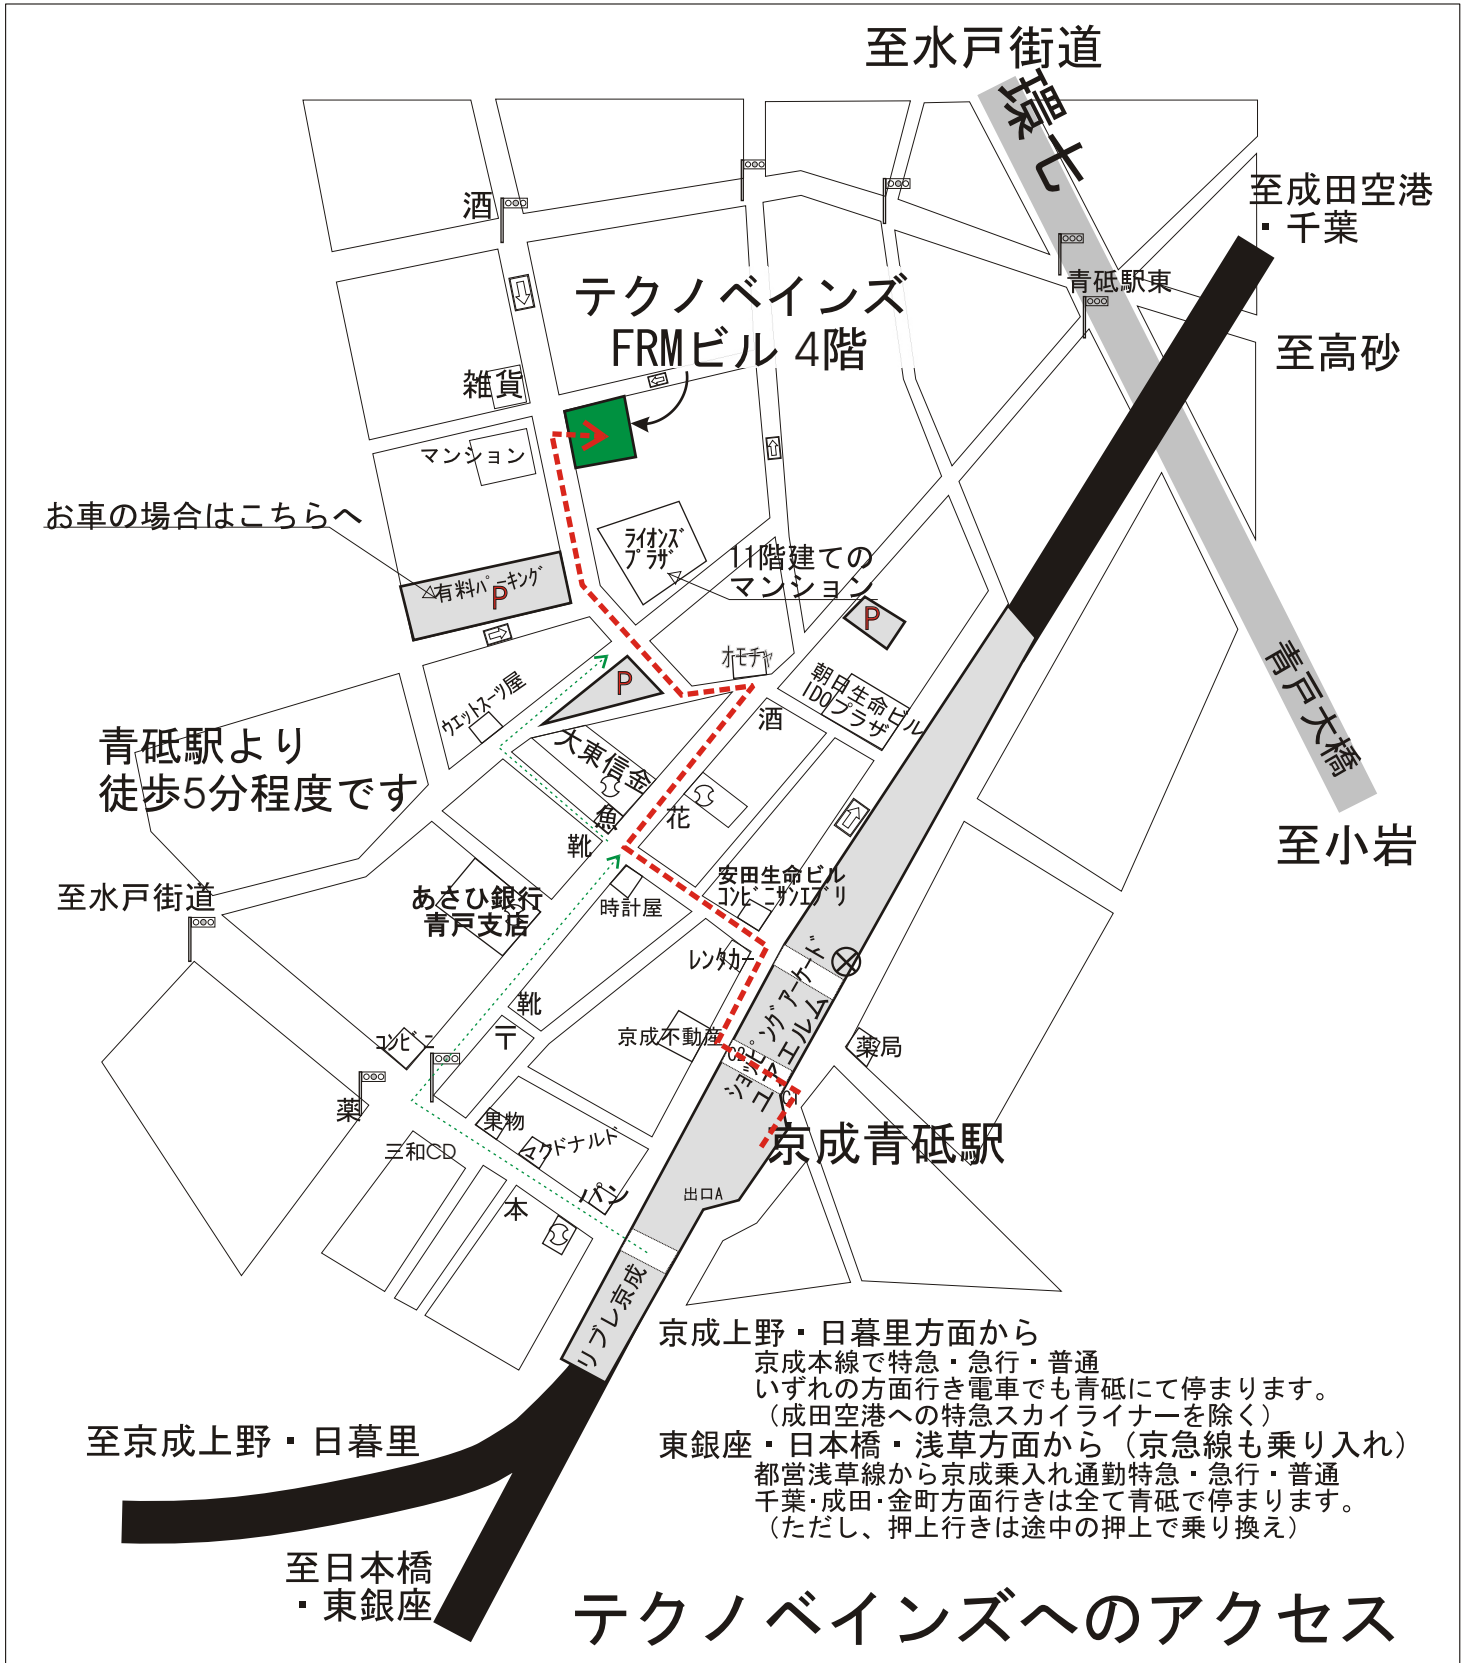 至水戸街道
環七
至成田空港
・千葉
酒
青砥駅東
テクノベインズ
FRMビル 4階
至高砂
雑貨
マンション
お車の場合はこちらへ
ライオンズ
プラザ
11階建ての
マンション
有料パーキング
P
P
オモチャ
P
朝日生命ビル
IDOプラザ
ウエットスーツ屋
青戸大橋
酒
青砥駅より
徒歩5分程度です
大東信金
魚
花
靴
至小岩
安田生命ビル
コンビニサンエブリ
至水戸街道
あさひ銀行
青戸支店
時計屋
レンタカー
靴
〒
京成不動産
ショッピングアーケード
ユアエルム
C2
C1
薬局
コンビニ
薬
果物
マクドナルド
三和CD
京成青砥駅
パン
本
出口A
リブレ京成
京成上野・日暮里方面から
京成本線で特急・急行・普通
いずれの方面行き電車でも青砥にて停まります。
（成田空港への特急スカイライナーを除く）
至京成上野・日暮里
東銀座・日本橋・浅草方面から（京急線も乗り入れ）
都営浅草線から京成乗入れ通勤特急・急行・普通
千葉・成田・金町方面行きは全て青砥で停まります。
（ただし、押上行きは途中の押上で乗り換え）
至日本橋
・東銀座
テクノベインズへのアクセス